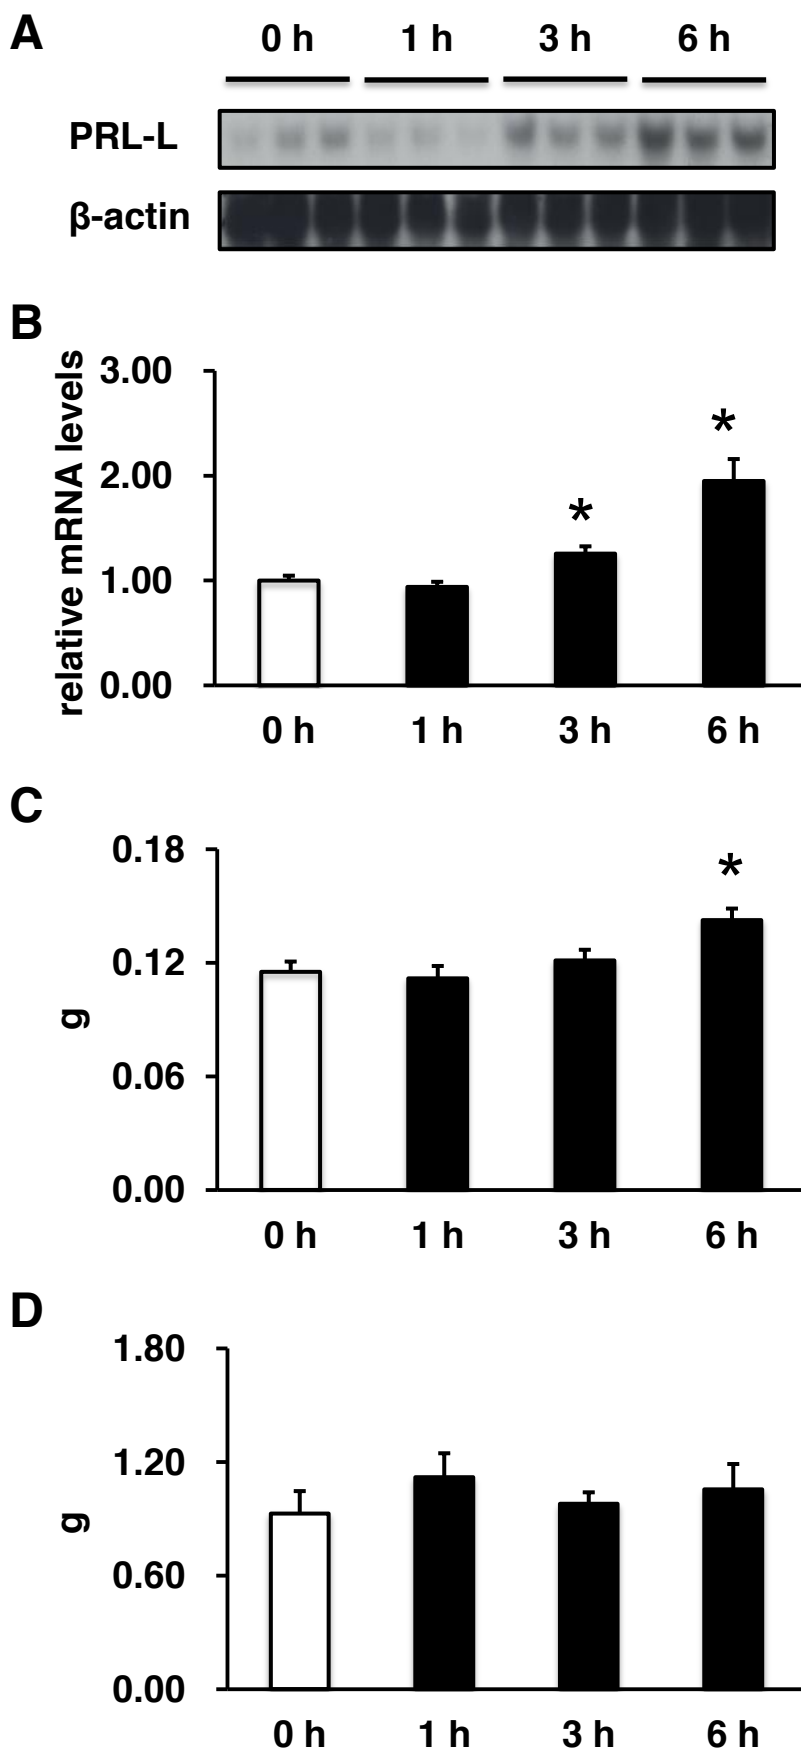 A
0 h 1 h 3 h 6 h
PRL-L
β-actin
B
relative mRNA levels
3.00
*
2.00
*
1.00
0.00
0 h 1 h 3 h 6 h
C
0.18
*
0.12
g
0.06
0.00
0 h 1 h 3 h 6 h
D
1.80
1.20
g
0.60
0.00
0 h 1 h 3 h 6 h